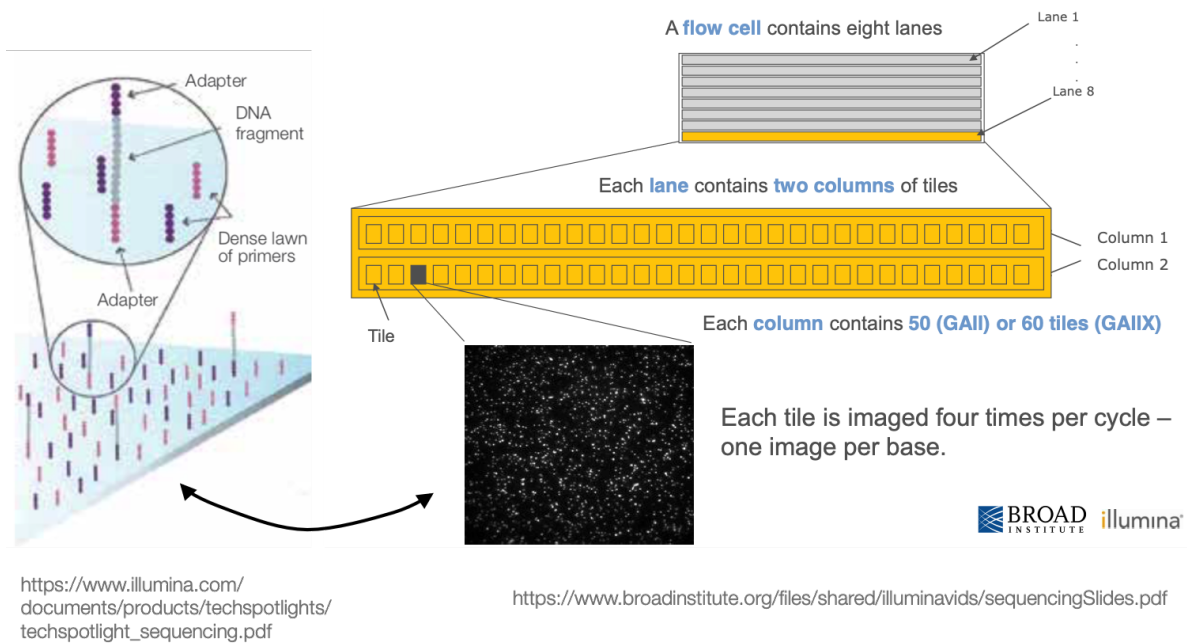 A flow cell contains eight lanes
Lane 1
.
.
.
Lane 8
Adapter
DNA
fragment
Dense lawn
of primers
Adapter
Each lane contains two columns of tiles
Column 1
Column 2
Tile
Each column contains 50 (GAII) or 60 tiles (GAIIX)
Each tile is imaged four times per cycle –
one image per base.
BROAD
INSTITUTE
illumina®
https://www.illumina.com/
documents/products/techspotlights/
techspotlight_sequencing.pdf
https://www.broadinstitute.org/files/shared/illuminavids/sequencingSlides.pdf